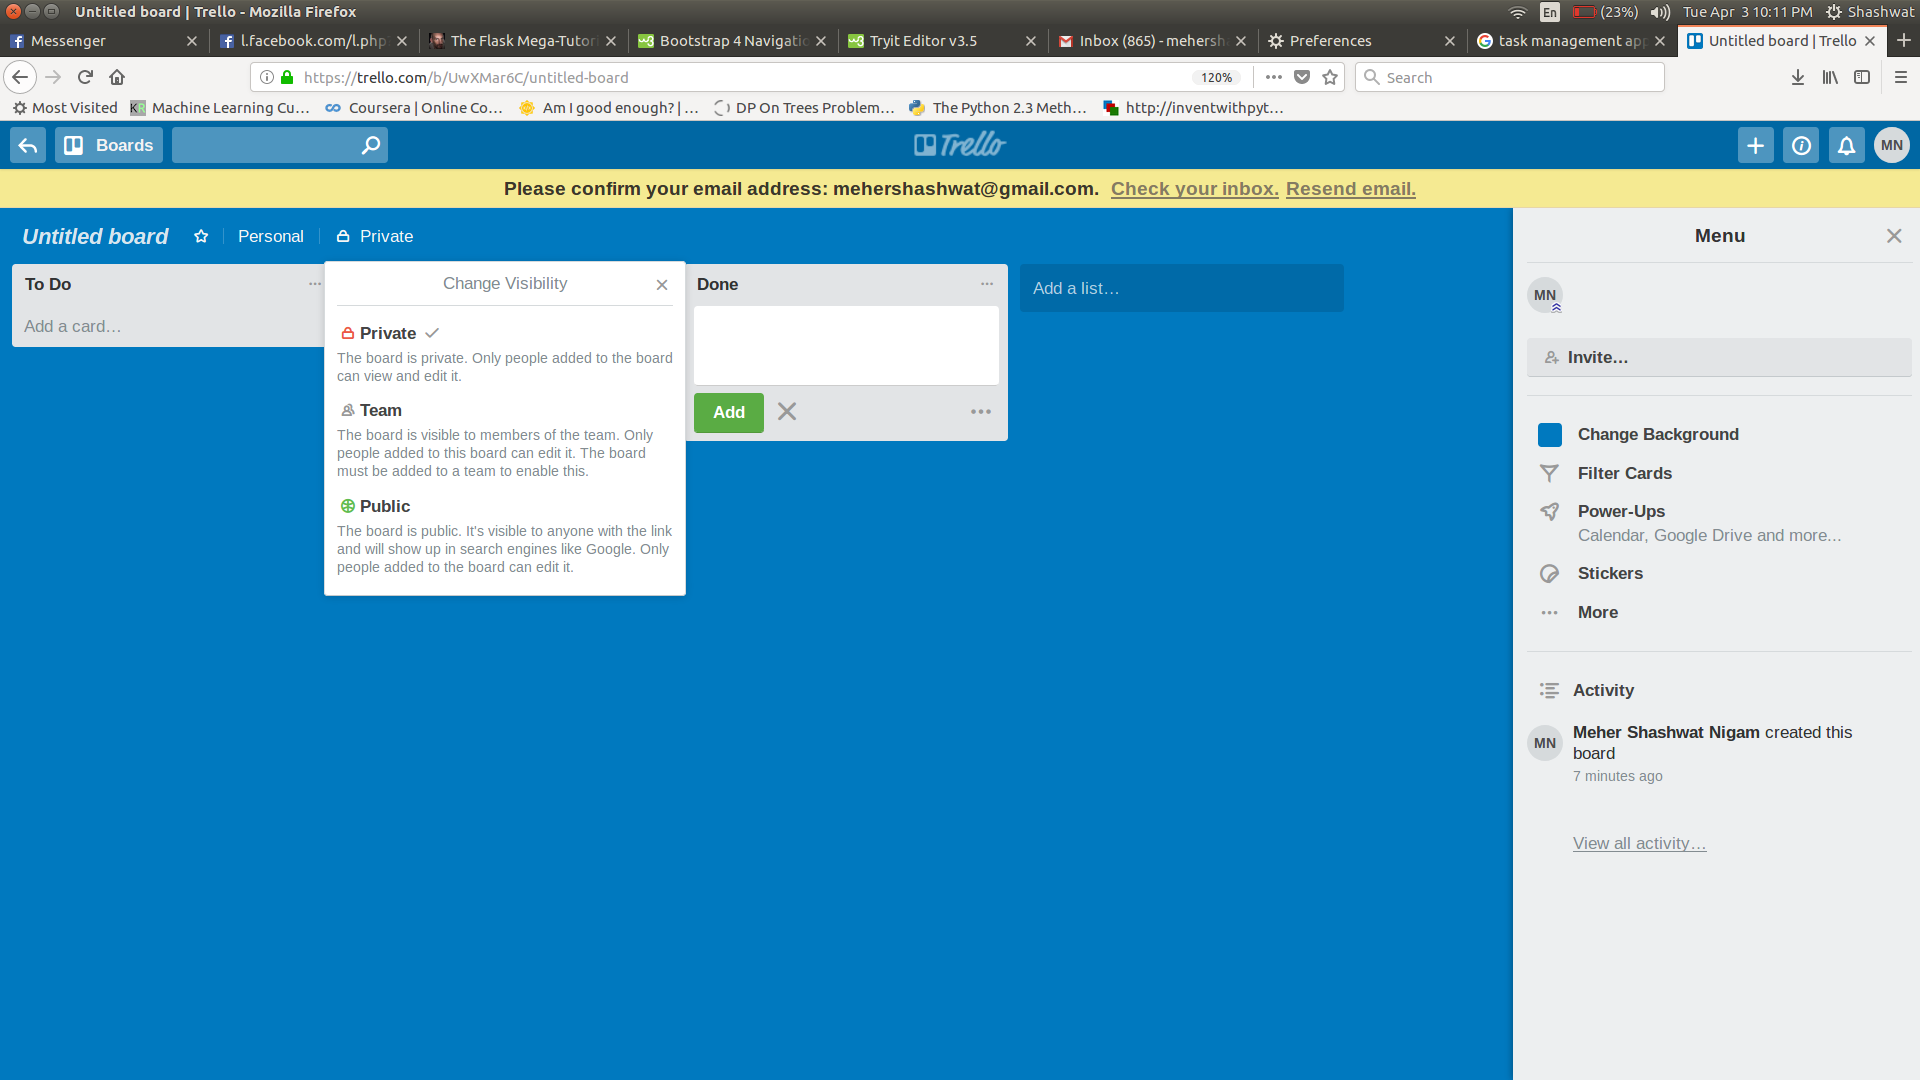 Untitled board | Trello - Mozilla Firefox
En
(23%)
Tue Apr 3 10:11 PM
Shashwat
Messenger
l.facebook.com/l.php
The Flask Mega-Tutori
Bootstrap 4 Navigatio
Tryit Editor v3.5
Inbox (865) - mehersh
Preferences
task management app
Untitled board | Trello
https://trello.com/b/UwXMar6C/untitled-board
120%
Search
Most Visited
KR
Machine Learning Cu...
Coursera | Online Co...
Am I good enough? | ...
DP On Trees Problem...
The Python 2.3 Meth...
http://inventwithpyt...
Boards
Trello
MN
Please confirm your email address: mehershashwat@gmail.com. Check your inbox. Resend email.
Untitled board
Personal
Private
To Do
Add a card…
Change Visibility
Private
The board is private. Only people added to the board
can view and edit it.
Team
The board is visible to members of the team. Only
people added to this board can edit it. The board
must be added to a team to enable this.
Public
The board is public. It's visible to anyone with the link
and will show up in search engines like Google. Only
people added to the board can edit it.
Done
Add
Add a list…
Menu
MN
Invite…
Change Background
Filter Cards
Power-Ups
Calendar, Google Drive and more…
Stickers
More
Activity
MN
Meher Shashwat Nigam created this
board
7 minutes ago
View all activity…